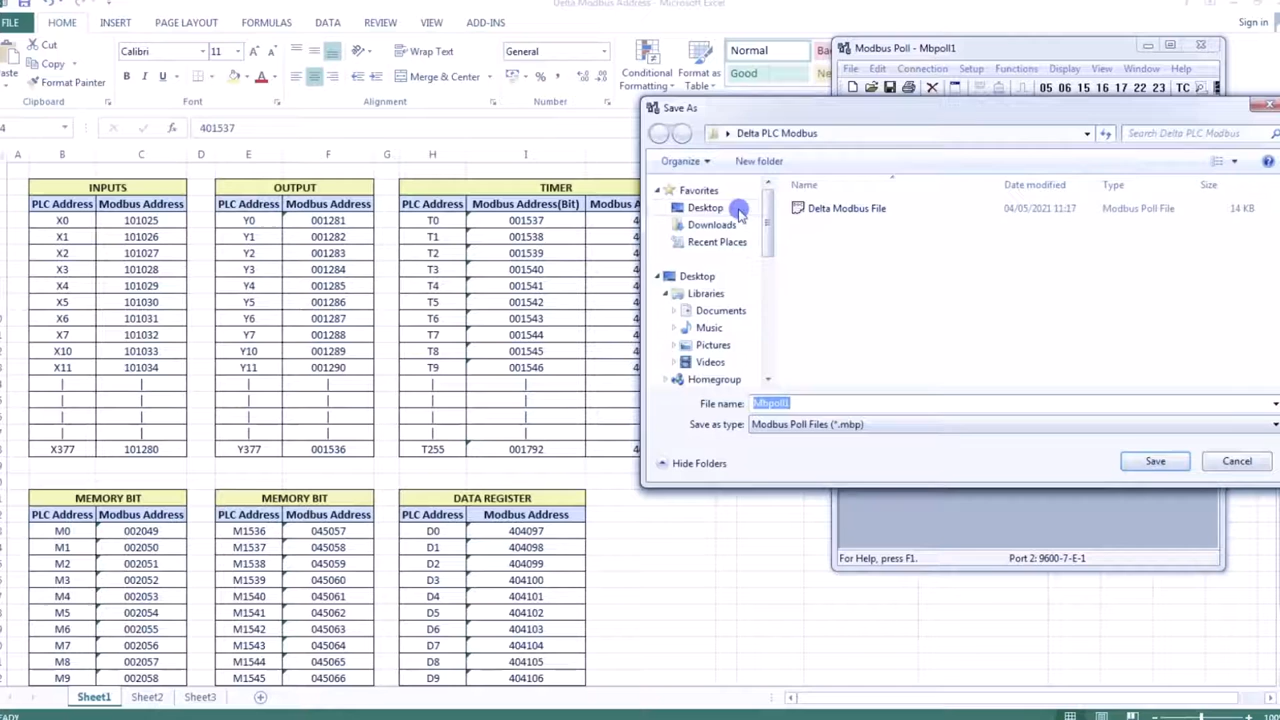 Delta Modbus Address - Microsoft Excel
FILE HOME INSERT PAGE LAYOUT FORMULAS DATA REVIEW VIEW ADD-INS Sign in
Cut
Copy
Format Painter
Clipboard
Calibri 11
B I U
Font
Wrap Text
Merge & Center
Alignment
General
Number
Conditional Formatting
Format as Table
Normal
Good
401537
B C D E F G H I
INPUTS OUTPUT TIMER
PLC Address Modbus Address PLC Address Modbus Address PLC Address Modbus Address(Bit)
X0 101025 Y0 001281 T0 001537
X1 101026 Y1 001282 T1 001538
X2 101027 Y2 001283 T2 001539
X3 101028 Y3 001284 T3 001540
X4 101029 Y4 001285 T4 001541
X5 101030 Y5 001286 T5 001542
X6 101031 Y6 001287 T6 001543
X7 101032 Y7 001288 T7 001544
X10 101033 Y10 001289 T8 001545
X11 101034 Y11 001290 T9 001546
| | | | | |
| | | | | |
| | | | | |
| | | | | |
X377 101280 Y377 001536 T255 001792
MEMORY BIT MEMORY BIT DATA REGISTER
PLC Address Modbus Address PLC Address Modbus Address PLC Address Modbus Address
M0 002049 M1536 045057 D0 404097
M1 002050 M1537 045058 D1 404098
M2 002051 M1538 045059 D2 404099
M3 002052 M1539 045060 D3 404100
M4 002053 M1540 045061 D4 404101
M5 002054 M1541 045062 D5 404102
M6 002055 M1542 045063 D6 404103
M7 002056 M1543 045064 D7 404104
M8 002057 M1544 045065 D8 404105
M9 002058 M1545 045066 D9 404106
Sheet1 Sheet2 Sheet3
Modbus Poll - Mbpoll1
File Edit Connection Setup Functions Display View Window Help
05 06 15 16 17 22 23 TC
Save As
Delta PLC Modbus
Search Delta PLC Modbus
Organize New folder
Name Date modified Type Size
Delta Modbus File 04/05/2021 11:17 Modbus Poll File 14 KB
Favorites
Desktop
Downloads
Recent Places
Desktop
Libraries
Documents
Music
Pictures
Videos
Homegroup
File name: Mbpoll1
Save as type: Modbus Poll Files (*.mbp)
Hide Folders
Save Cancel
For Help, press F1. Port 2: 9600-7-E-1